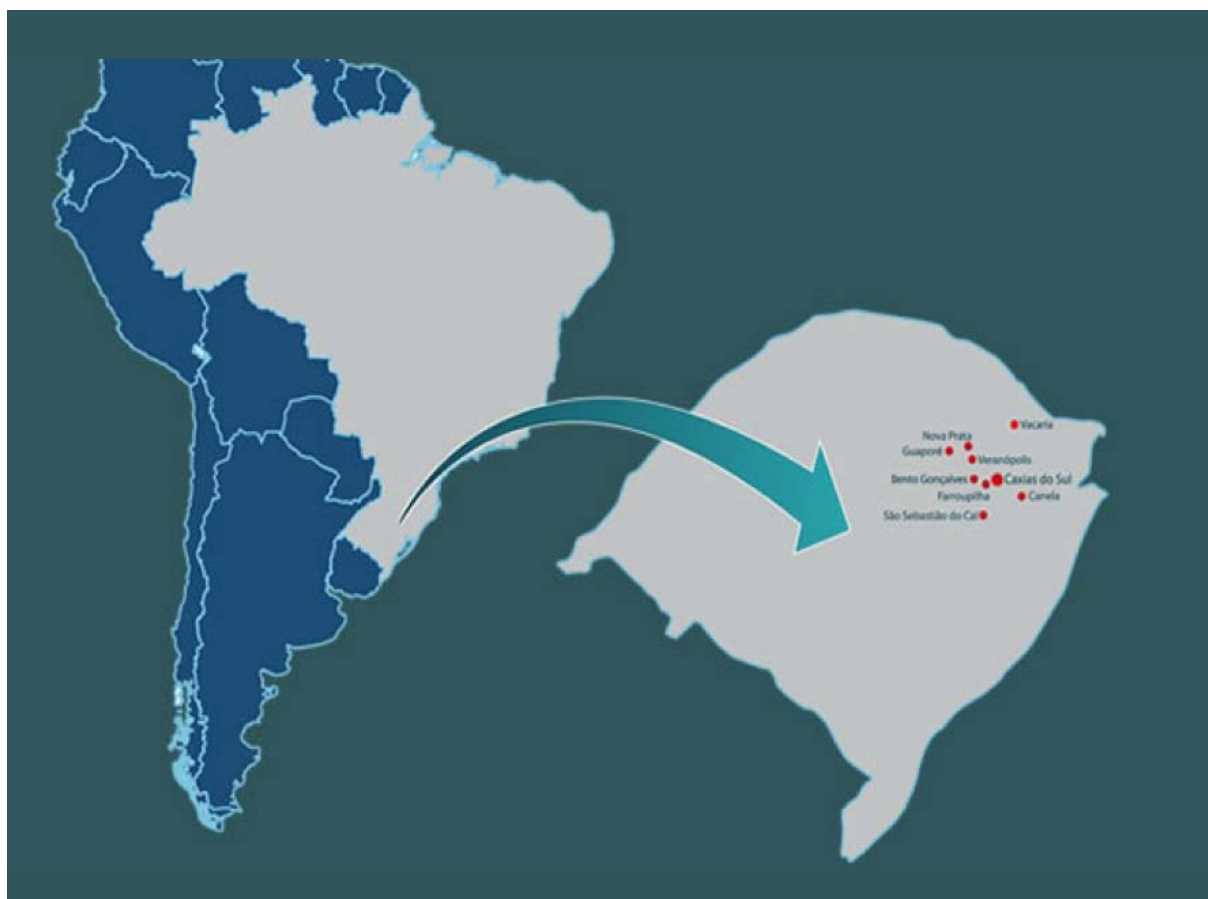 Vacaria
Nova Prata
Guaporé
Veranópolis
Bento Gonçalves
Caxias do Sul
Farroupilha
Canela
São Sebastião do Caí